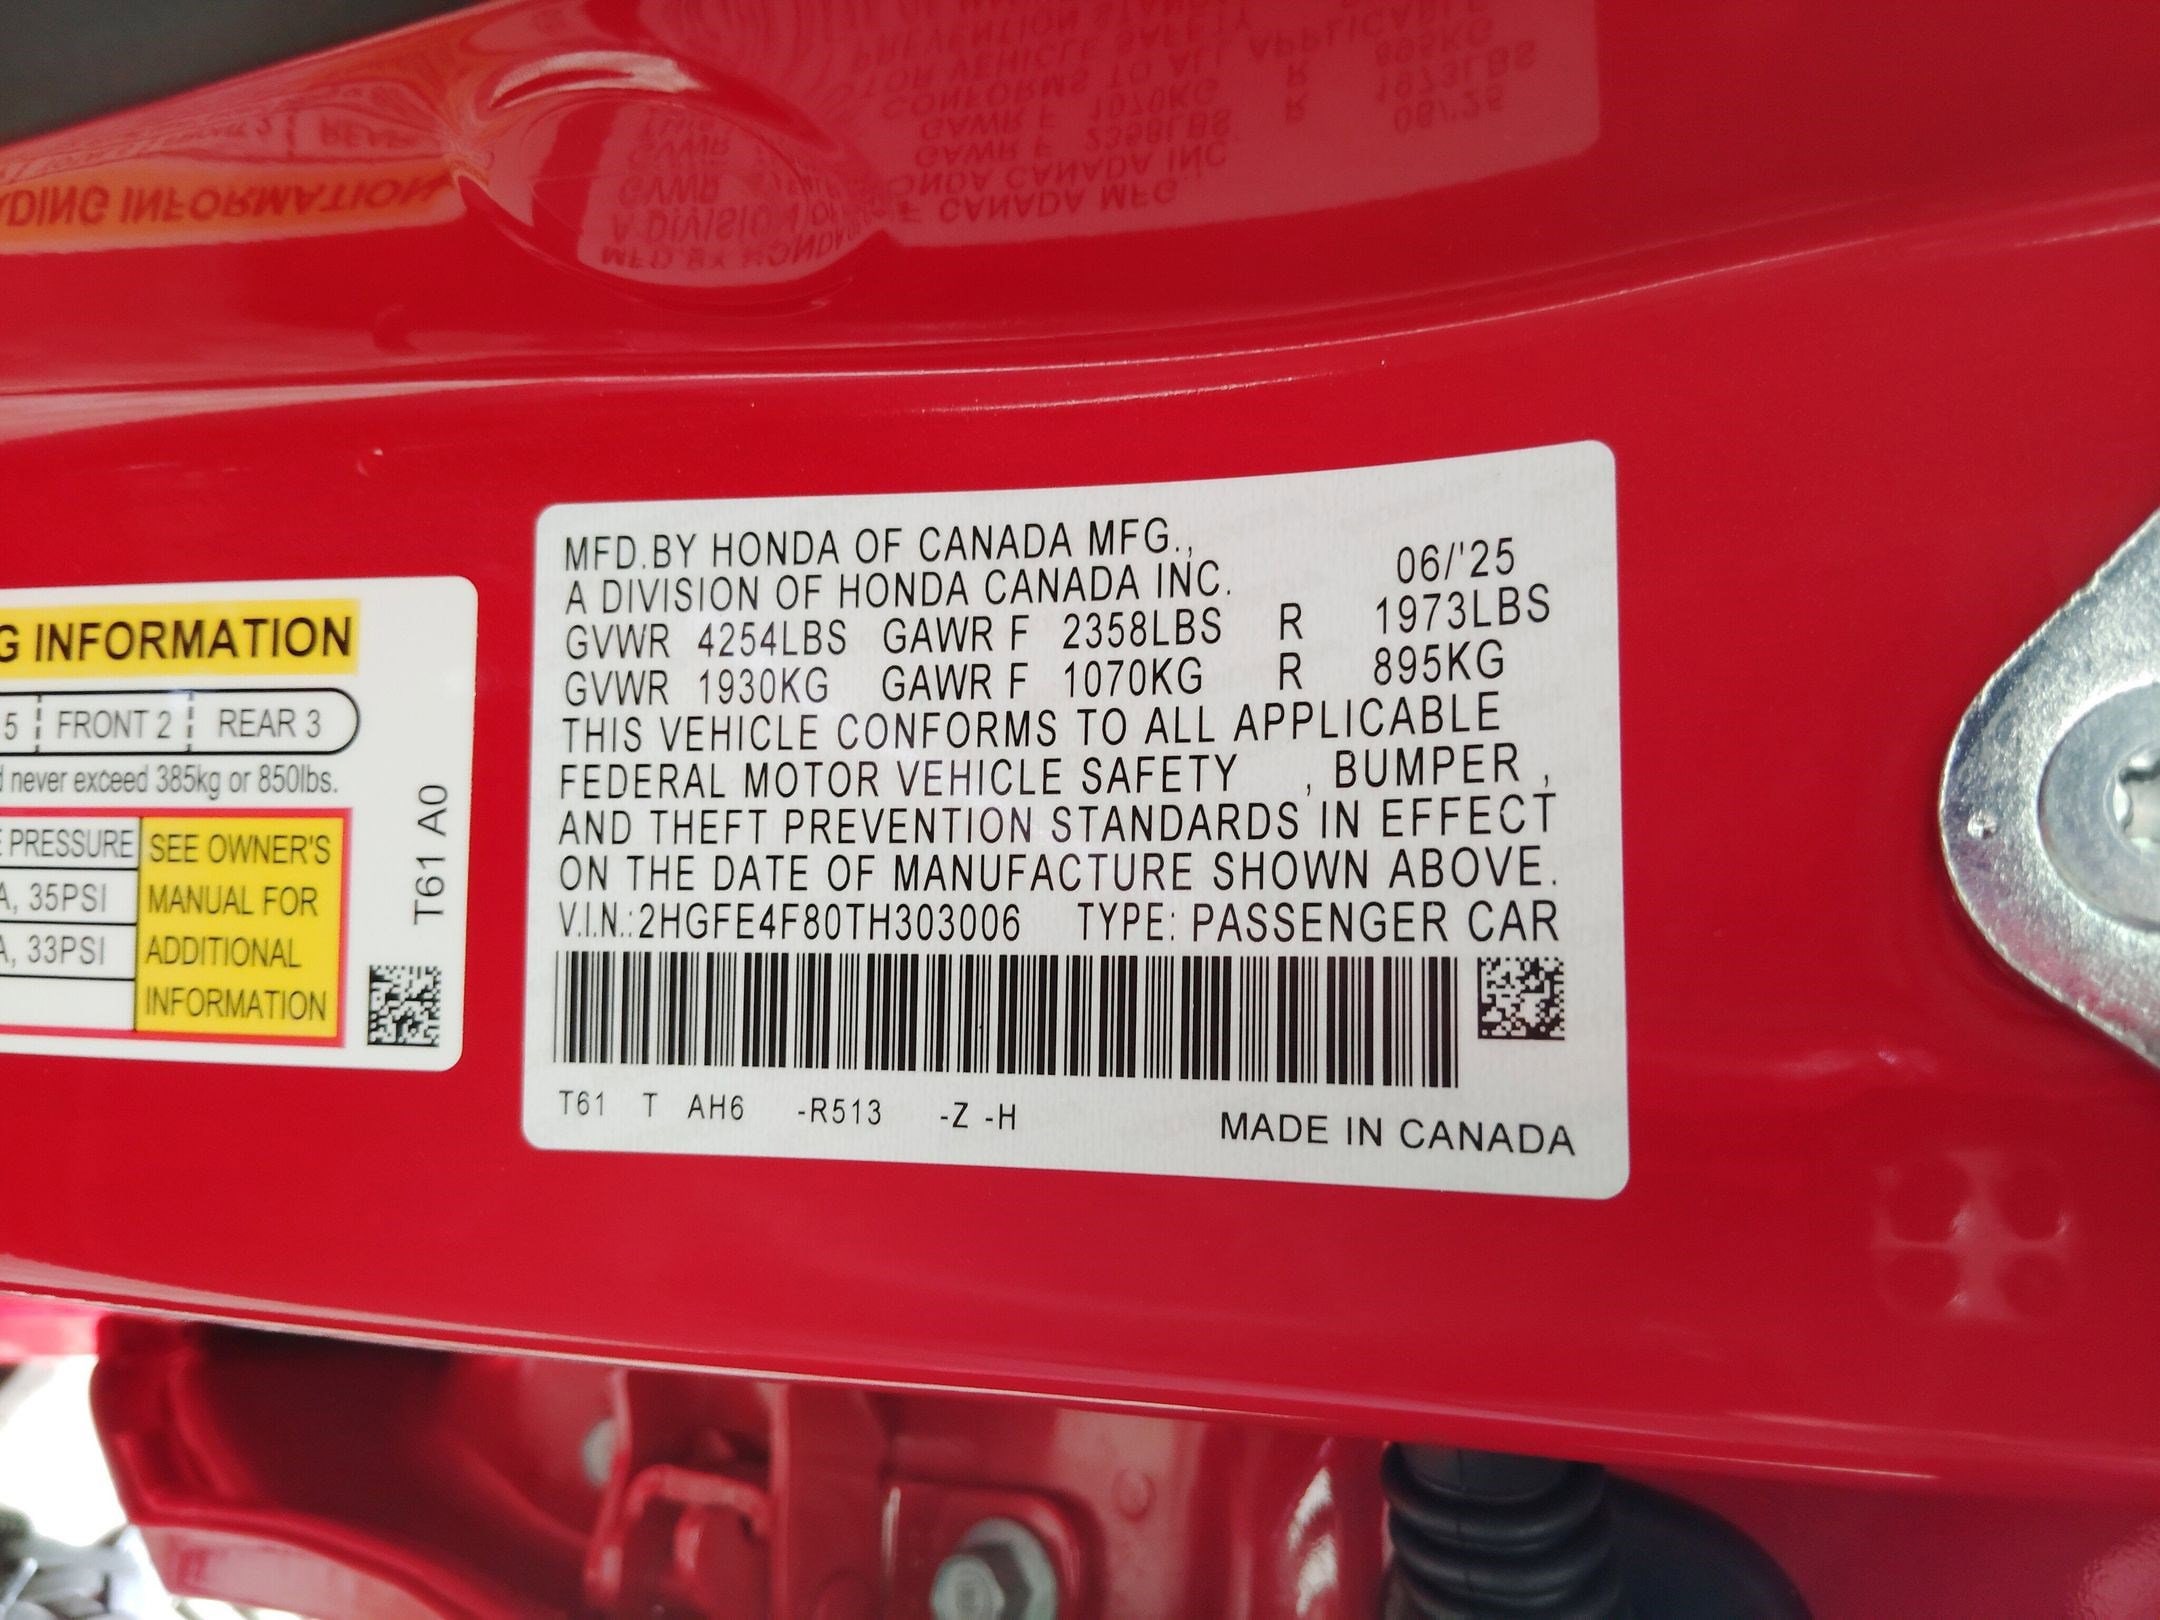 G INFORMATION
5 FRONT 2 REAR 3
never exceed 385kg or 850lbs.
PRESSURE SEE OWNER'S
A, 35PSI MANUAL FOR
A, 33PSI ADDITIONAL
INFORMATION
T61 A0
MFD.BY HONDA OF CANADA MFG.,
A DIVISION OF HONDA CANADA INC. 06/'25
GVWR 4254LBS GAWR F 2358LBS R 1973LBS
GVWR 1930KG GAWR F 1070KG R 895KG
THIS VEHICLE CONFORMS TO ALL APPLICABLE
FEDERAL MOTOR VEHICLE SAFETY , BUMPER ,
AND THEFT PREVENTION STANDARDS IN EFFECT
ON THE DATE OF MANUFACTURE SHOWN ABOVE.
V.I.N.:2HGFE4F80TH303006 TYPE: PASSENGER CAR
T61 T AH6 -R513 -Z -H
MADE IN CANADA